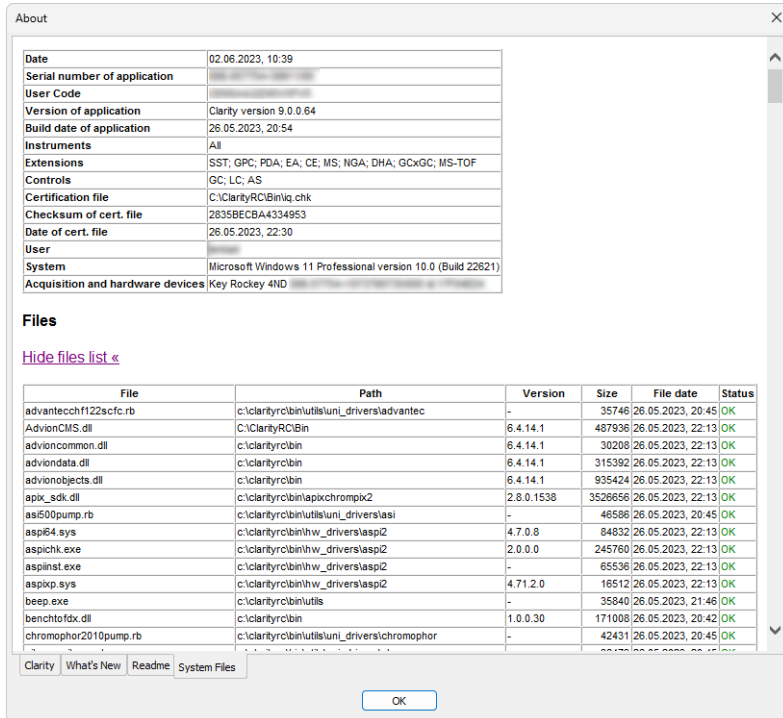 About
Date 02.06.2023, 10:39
Serial number of application
User Code
Version of application Clarity version 9.0.0.64
Build date of application 26.05.2023, 20:54
Instruments All
Extensions SST; GPC; PDA; EA; CE; MS; NGA; DHA; GCxGC; MS-TOF
Controls GC; LC; AS
Certification file C:\ClarityRC\Bin\iq.chk
Checksum of cert. file 2835BECBA4334953
Date of cert. file 26.05.2023, 22:30
User
System Microsoft Windows 11 Professional version 10.0 (Build 22621)
Acquisition and hardware devices Key Rockey 4ND
Files
Hide files list «
File Path Version Size File date Status
advantecchf122scfc.rb c:\clarityrc\bin\utils\uni_drivers\advantec - 35746 26.05.2023, 20:45 OK
AdvionCMS.dll C:\ClarityRC\Bin 6.4.14.1 487936 26.05.2023, 22:13 OK
advioncommon.dll c:\clarityrc\bin 6.4.14.1 30208 26.05.2023, 22:13 OK
adviondata.dll c:\clarityrc\bin 6.4.14.1 315392 26.05.2023, 22:13 OK
advionobjects.dll c:\clarityrc\bin 6.4.14.1 935424 26.05.2023, 22:13 OK
apix_sdk.dll c:\clarityrc\bin\apixchrompix2 2.8.0.1538 3526656 26.05.2023, 22:13 OK
asi500pump.rb c:\clarityrc\bin\utils\uni_drivers\asi - 46586 26.05.2023, 20:45 OK
aspi64.sys c:\clarityrc\bin\hw_drivers\aspi2 4.7.0.8 84832 26.05.2023, 22:13 OK
aspichk.exe c:\clarityrc\bin\hw_drivers\aspi2 2.0.0.0 245760 26.05.2023, 22:13 OK
aspiinst.exe c:\clarityrc\bin\hw_drivers\aspi2 - 65536 26.05.2023, 22:13 OK
aspixp.sys c:\clarityrc\bin\hw_drivers\aspi2 4.71.2.0 16512 26.05.2023, 22:13 OK
beep.exe c:\clarityrc\bin\utils - 35840 26.05.2023, 21:46 OK
benchtofdx.dll c:\clarityrc\bin 1.0.0.30 171008 26.05.2023, 20:42 OK
chromophor2010pump.rb c:\clarityrc\bin\utils\uni_drivers\chromophor - 42431 26.05.2023, 20:45 OK
Clarity What's New Readme System Files
OK